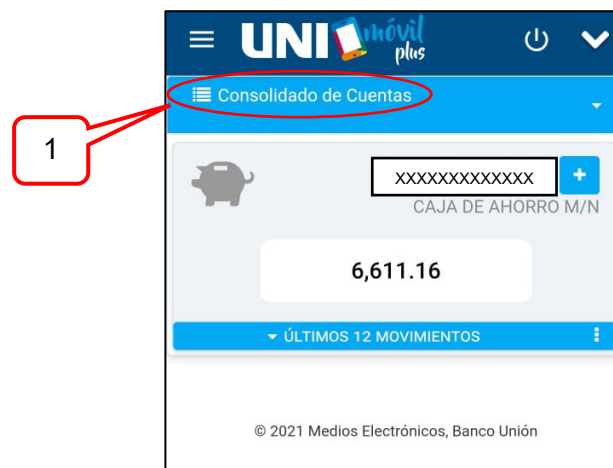 UNI móvil plus
Consolidado de Cuentas
1
XXXXXXXXXXXXX
+
CAJA DE AHORRO M/N
6,611.16
ÚLTIMOS 12 MOVIMIENTOS
© 2021 Medios Electrónicos, Banco Unión